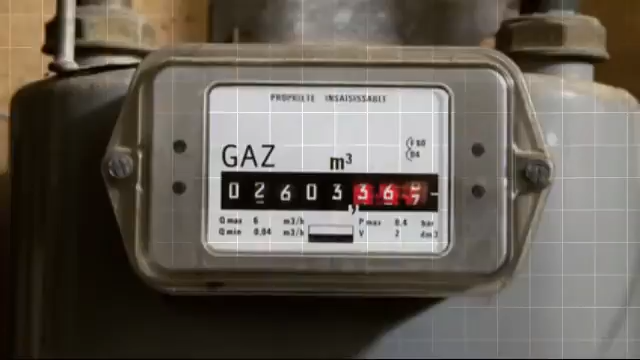 PROPRIETE INSAISISSABLE
GAZ
m³
0 2 6 0 3 , 3 6
Q max 6 m3/h P max 0,4 bar
Q min 0,04 m3/h V 2 dm3